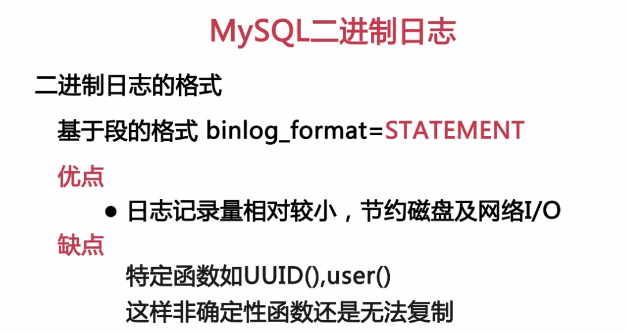 MySQL二进制日志
二进制日志的格式
基于段的格式 binlog_format=STATEMENT
优点
● 日志记录量相对较小，节约磁盘及网络I/O
缺点
特定函数如UUID(),user()
这样非确定性函数还是无法复制